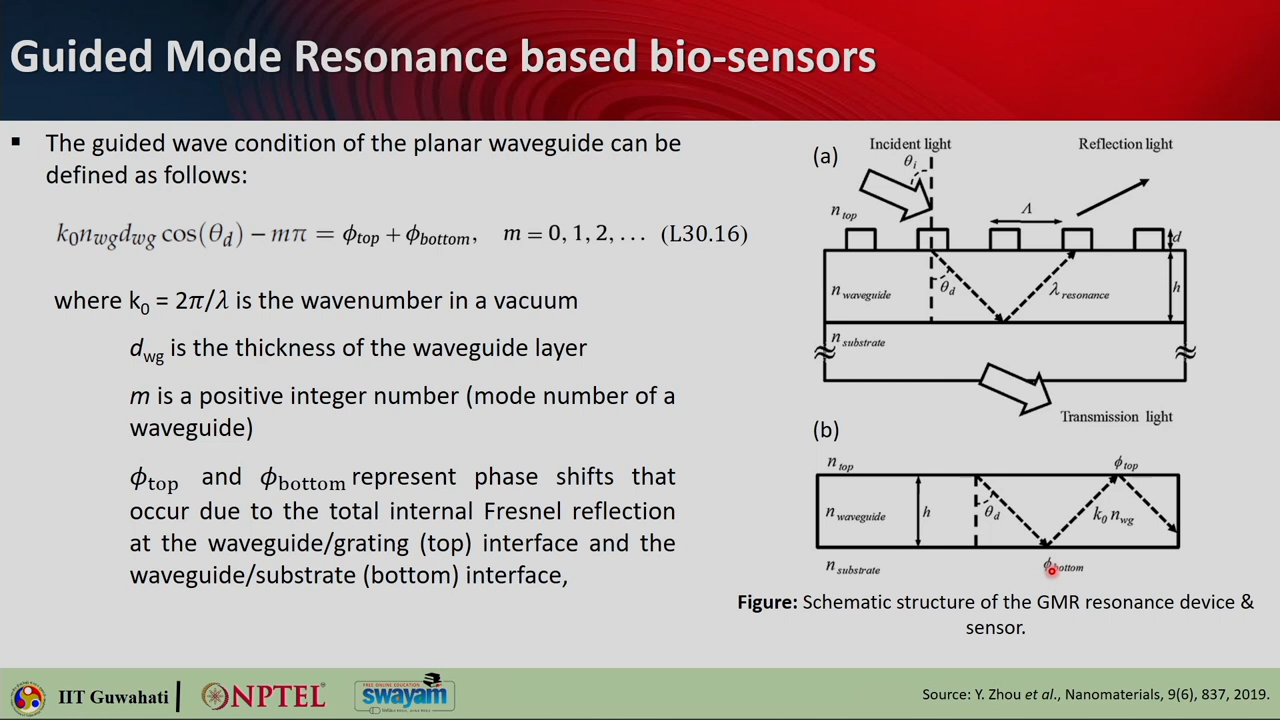 Guided Mode Resonance based bio-sensors
▪ The guided wave condition of the planar waveguide can be
defined as follows:
k₀n_wg d_wg cos(θ_d) − mπ = ϕ_top + ϕ_bottom, m = 0, 1, 2, ... (L30.16)
where k₀ = 2π/λ is the wavenumber in a vacuum
d_wg is the thickness of the waveguide layer
m is a positive integer number (mode number of a
waveguide)
ϕ_top and ϕ_bottom represent phase shifts that
occur due to the total internal Fresnel reflection
at the waveguide/grating (top) interface and the
waveguide/substrate (bottom) interface,
(a)
Incident light
Reflection light
θ_i
n_top
Λ
d
n_waveguide
θ_d
λ_resonance
h
n_substrate
Transmission light
(b)
n_top
ϕ_top
n_waveguide
h
θ_d
k₀ n_wg
n_substrate
ϕ_bottom
Figure: Schematic structure of the GMR resonance device &
sensor.
IIT Guwahati
NPTEL
FREE ONLINE EDUCATION
swayam
Source: Y. Zhou et al., Nanomaterials, 9(6), 837, 2019.